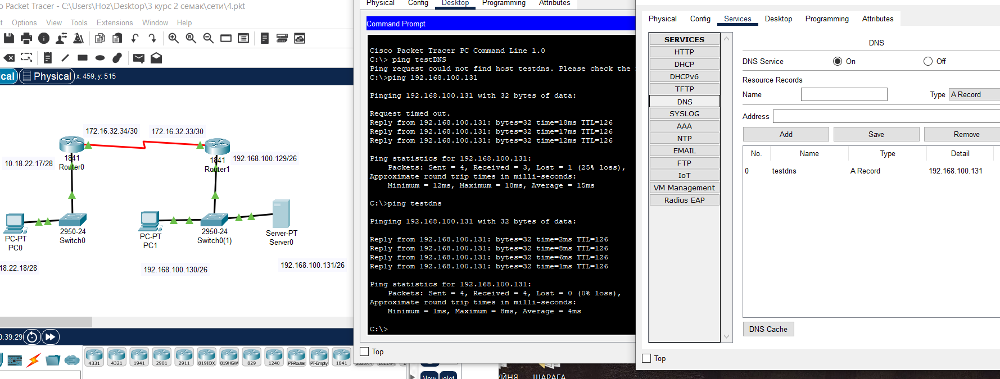 o Packet Tracer - C:\Users\Hoz\Desktop\3 курс 2 семак\сети\4.pkt
t Options View Tools Extensions Window Help
cal Physical x: 459, y: 515
172.16.32.34/30 172.16.32.33/30
1841
Router0
1841
Router1
10.18.22.17/28
192.168.100.129/26
PC-PT
PC0
2950-24
Switch0
PC-PT
PC1
2950-24
Switch0(1)
Server-PT
Server0
18.22.18/28
192.168.100.130/26
192.168.100.131/26
0:39:29
4331 4321 1941 2901 2911 819IOX 819HGW 829 1240 PT-Router PT-Empty 1841
Physical Config Desktop Programming Attributes
Command Prompt
Cisco Packet Tracer PC Command Line 1.0
C:\> ping testDNS
Ping request could not find host testdns. Please check the
C:\>ping 192.168.100.131
Pinging 192.168.100.131 with 32 bytes of data:
Request timed out.
Reply from 192.168.100.131: bytes=32 time=18ms TTL=126
Reply from 192.168.100.131: bytes=32 time=17ms TTL=126
Reply from 192.168.100.131: bytes=32 time=12ms TTL=126
Ping statistics for 192.168.100.131:
Packets: Sent = 4, Received = 3, Lost = 1 (25% loss),
Approximate round trip times in milli-seconds:
Minimum = 12ms, Maximum = 18ms, Average = 15ms
C:\>ping testdns
Pinging 192.168.100.131 with 32 bytes of data:
Reply from 192.168.100.131: bytes=32 time=2ms TTL=126
Reply from 192.168.100.131: bytes=32 time=8ms TTL=126
Reply from 192.168.100.131: bytes=32 time=6ms TTL=126
Reply from 192.168.100.131: bytes=32 time=1ms TTL=126
Ping statistics for 192.168.100.131:
Packets: Sent = 4, Received = 4, Lost = 0 (0% loss),
Approximate round trip times in milli-seconds:
Minimum = 1ms, Maximum = 8ms, Average = 4ms
C:\>
Top
Physical Config Services Desktop Programming Attributes
SERVICES
HTTP
DHCP
DHCPv6
TFTP
DNS
SYSLOG
AAA
NTP
EMAIL
FTP
IoT
VM Management
Radius EAP
DNS
DNS Service On Off
Resource Records
Name Type A Record
Address
Add Save Remove
No. Name Type Detail
0 testdns A Record 192.168.100.131
DNS Cache
Top
УЙНЯ ШАРАГА